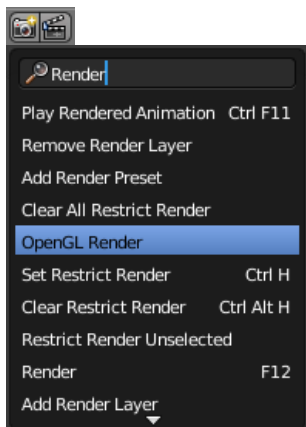 Render
Play Rendered Animation Ctrl F11
Remove Render Layer
Add Render Preset
Clear All Restrict Render
OpenGL Render
Set Restrict Render Ctrl H
Clear Restrict Render Ctrl Alt H
Restrict Render Unselected
Render F12
Add Render Layer